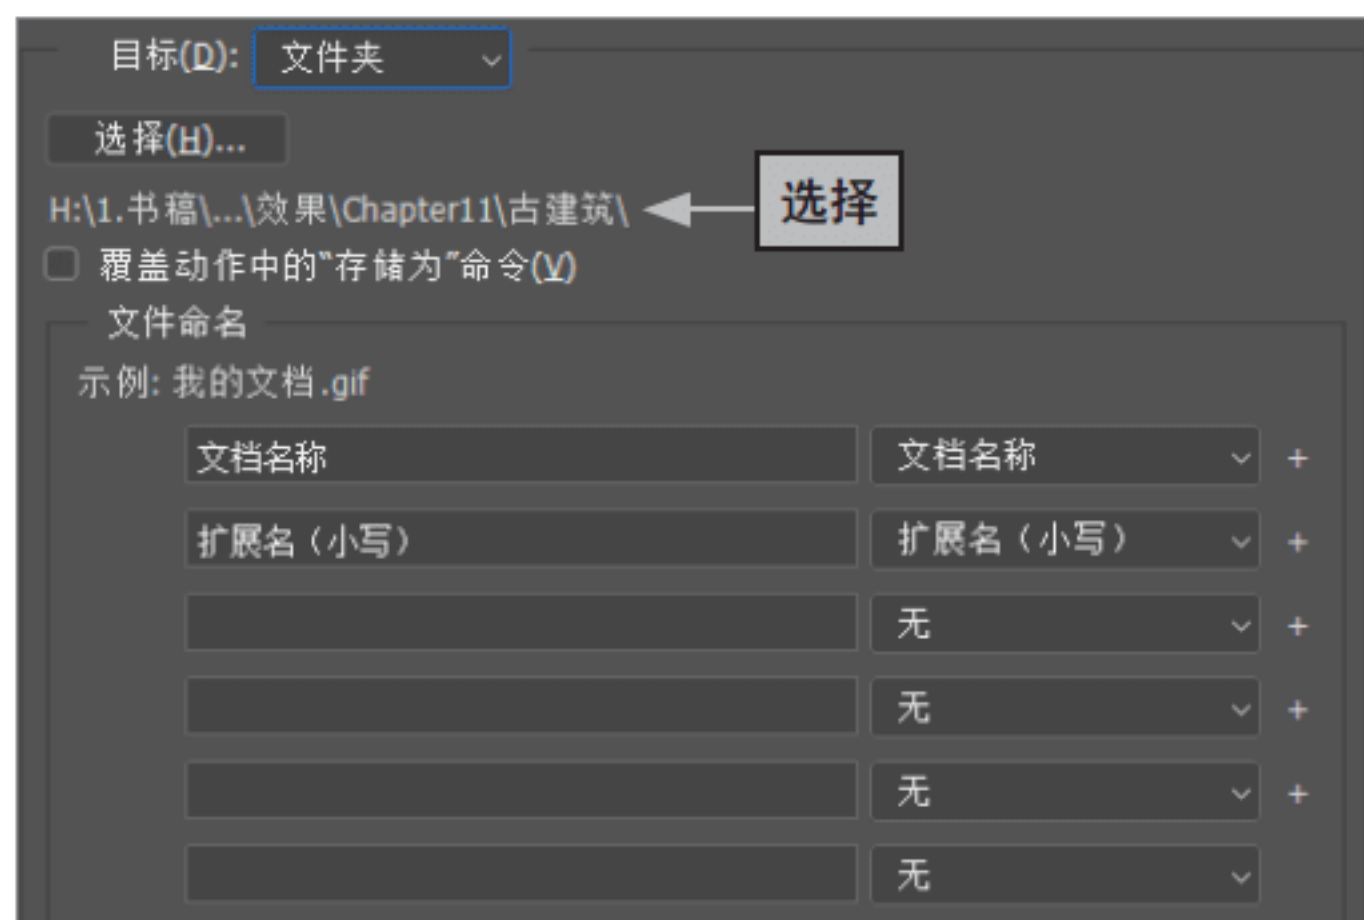 目标(D): 文件夹
选择(H)...
H:\1.书稿\...\效果\Chapter11\古建筑\ 选择
覆盖动作中的“存储为”命令(V)
文件命名
示例: 我的文档.gif
文档名称 文档名称 +
扩展名（小写） 扩展名（小写） +
无 +
无 +
无 +
无